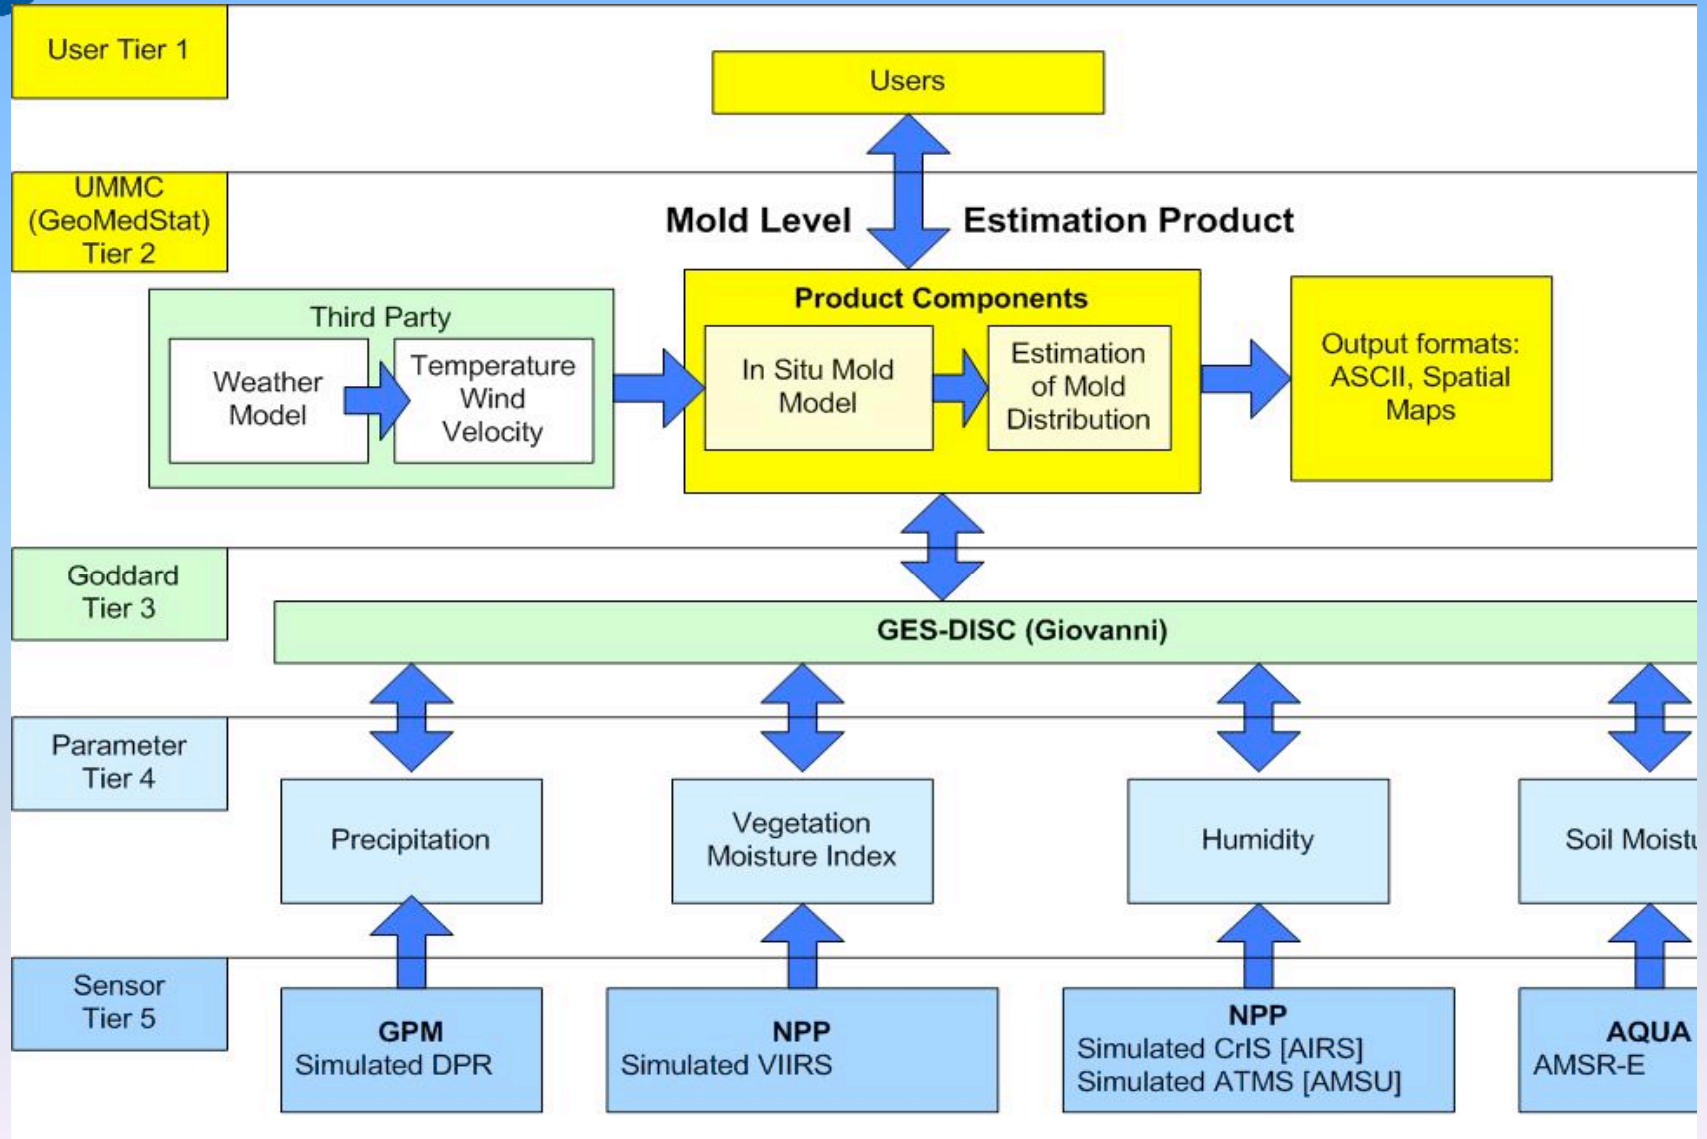 User Tier 1
Users
UMMC
(GeoMedStat)
Tier 2
Mold Level
Estimation Product
Third Party
Weather
Model
Temperature
Wind
Velocity
Product Components
In Situ Mold
Model
Estimation
of Mold
Distribution
Output formats:
ASCII, Spatial
Maps
Goddard
Tier 3
GES-DISC (Giovanni)
Parameter
Tier 4
Precipitation
Vegetation
Moisture Index
Humidity
Soil
Sensor
Tier 5
GPM
Simulated DPR
NPP
Simulated VIIRS
NPP
Simulated CrIS [AIRS]
Simulated ATMS [AMSU]
AQUA
AMSR-E